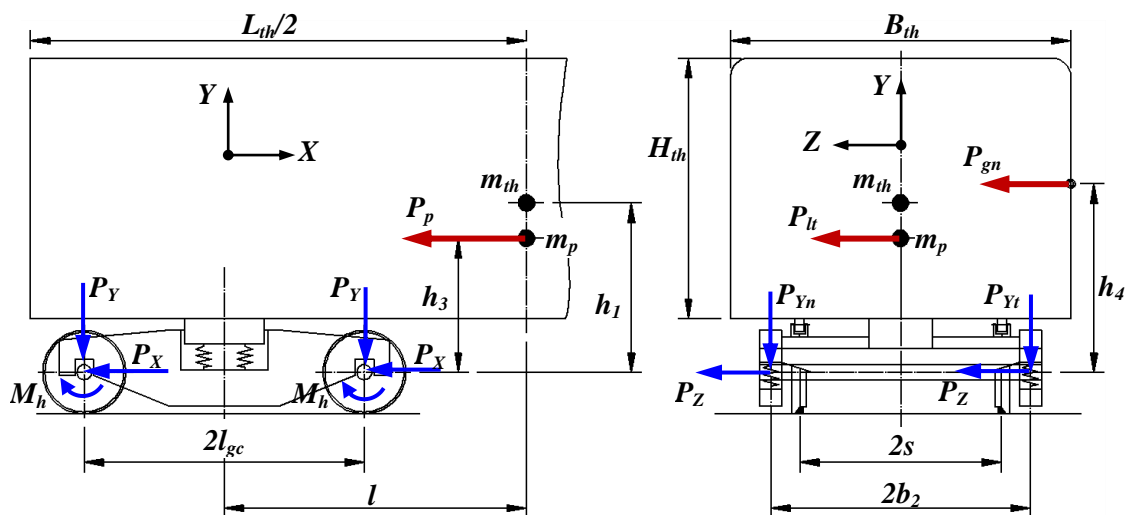 L_th/2
Y
X
m_th
P_p
m_p
h_3
h_1
P_Y
P_Y
P_X
P_X
M_h
M_h
2l_gc
l
B_th
Y
Z
H_th
P_gn
m_th
P_lt
m_p
h_4
P_Yn
P_Yt
P_Z
P_Z
2s
2b_2